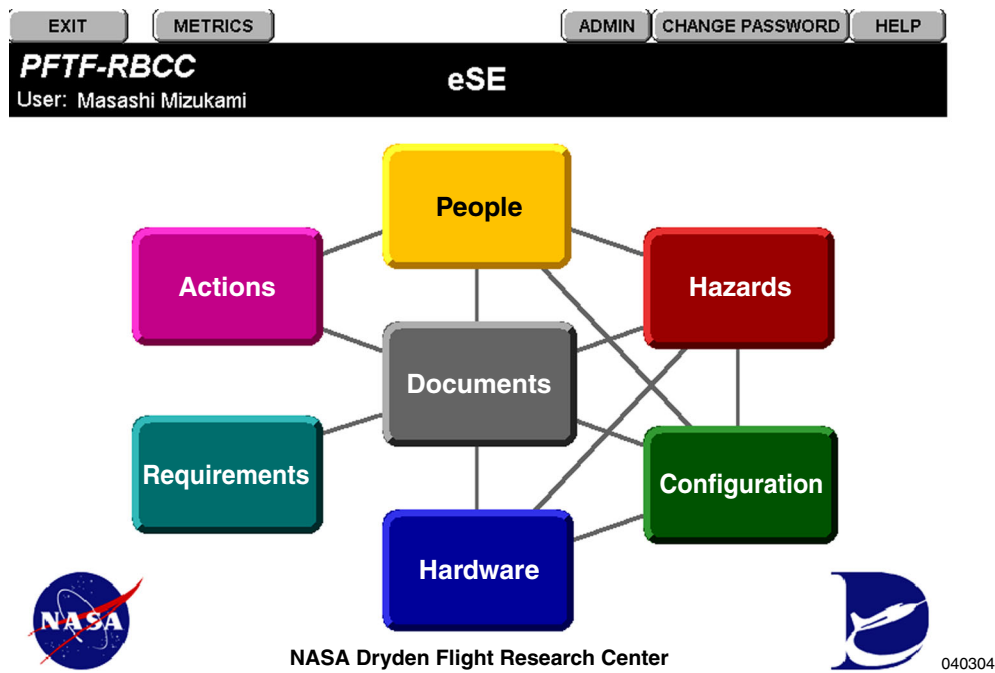 EXIT METRICS ADMIN CHANGE PASSWORD HELP
PFTF-RBCC
eSE
User: Masashi Mizukami
People
Actions
Hazards
Documents
Requirements
Configuration
Hardware
NASA
NASA Dryden Flight Research Center
040304